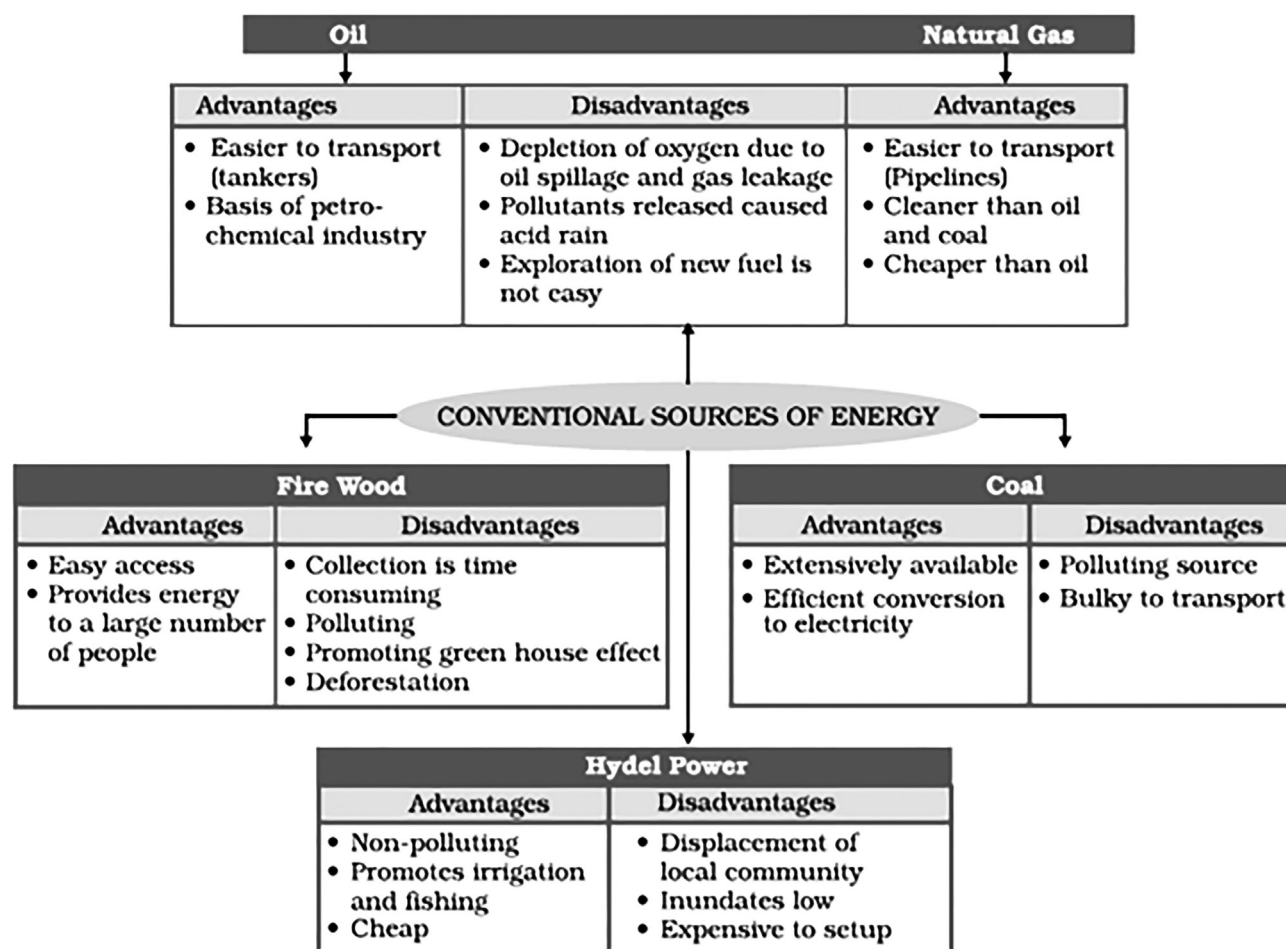 Oil
Natural Gas
Advantages
Disadvantages
Advantages
• Easier to transport
(tankers)
• Basis of petro-
chemical industry
• Depletion of oxygen due to
oil spillage and gas leakage
• Pollutants released caused
acid rain
• Exploration of new fuel is
not easy
• Easier to transport
(Pipelines)
• Cleaner than oil
and coal
• Cheaper than oil
CONVENTIONAL SOURCES OF ENERGY
Fire Wood
Advantages
Disadvantages
• Easy access
• Provides energy
to a large number
of people
• Collection is time
consuming
• Polluting
• Promoting green house effect
• Deforestation
Coal
Advantages
Disadvantages
• Extensively available
• Efficient conversion
to electricity
• Polluting source
• Bulky to transport
Hydel Power
Advantages
Disadvantages
• Non-polluting
• Promotes irrigation
and fishing
• Cheap
• Displacement of
local community
• Inundates low
• Expensive to setup